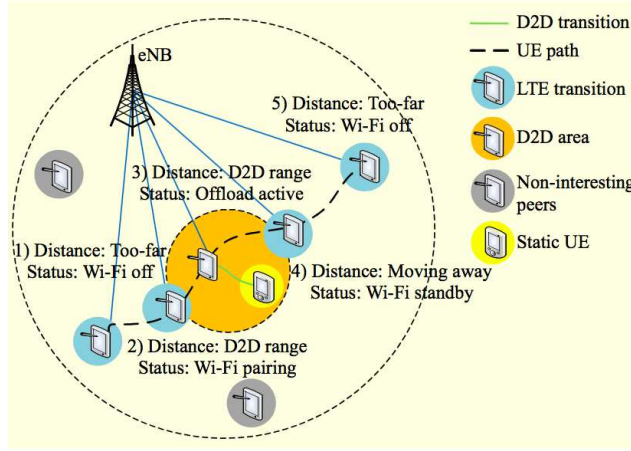 eNB
5) Distance: Too-far
Status: Wi-Fi off
3) Distance: D2D range
Status: Offload active
1) Distance: Too-far
Status: Wi-Fi off
4) Distance: Moving away
Status: Wi-Fi standby
2) Distance: D2D range
Status: Wi-Fi pairing
D2D transition
UE path
LTE transition
D2D area
Non-interesting
peers
Static UE